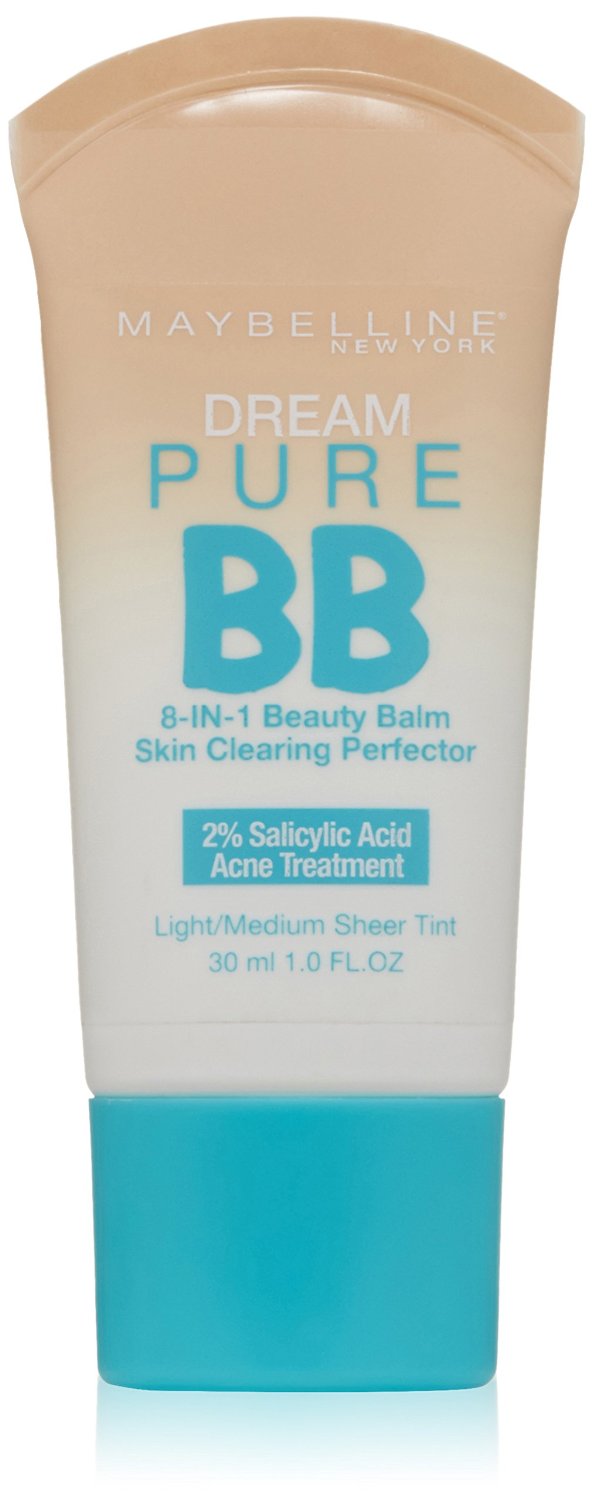 MAYBELLINE®
NEW YORK
DREAM
PURE
BB
8-IN-1 Beauty Balm
Skin Clearing Perfector
2% Salicylic Acid
Acne Treatment
Light/Medium Sheer Tint
30 ml 1.0 FL.OZ